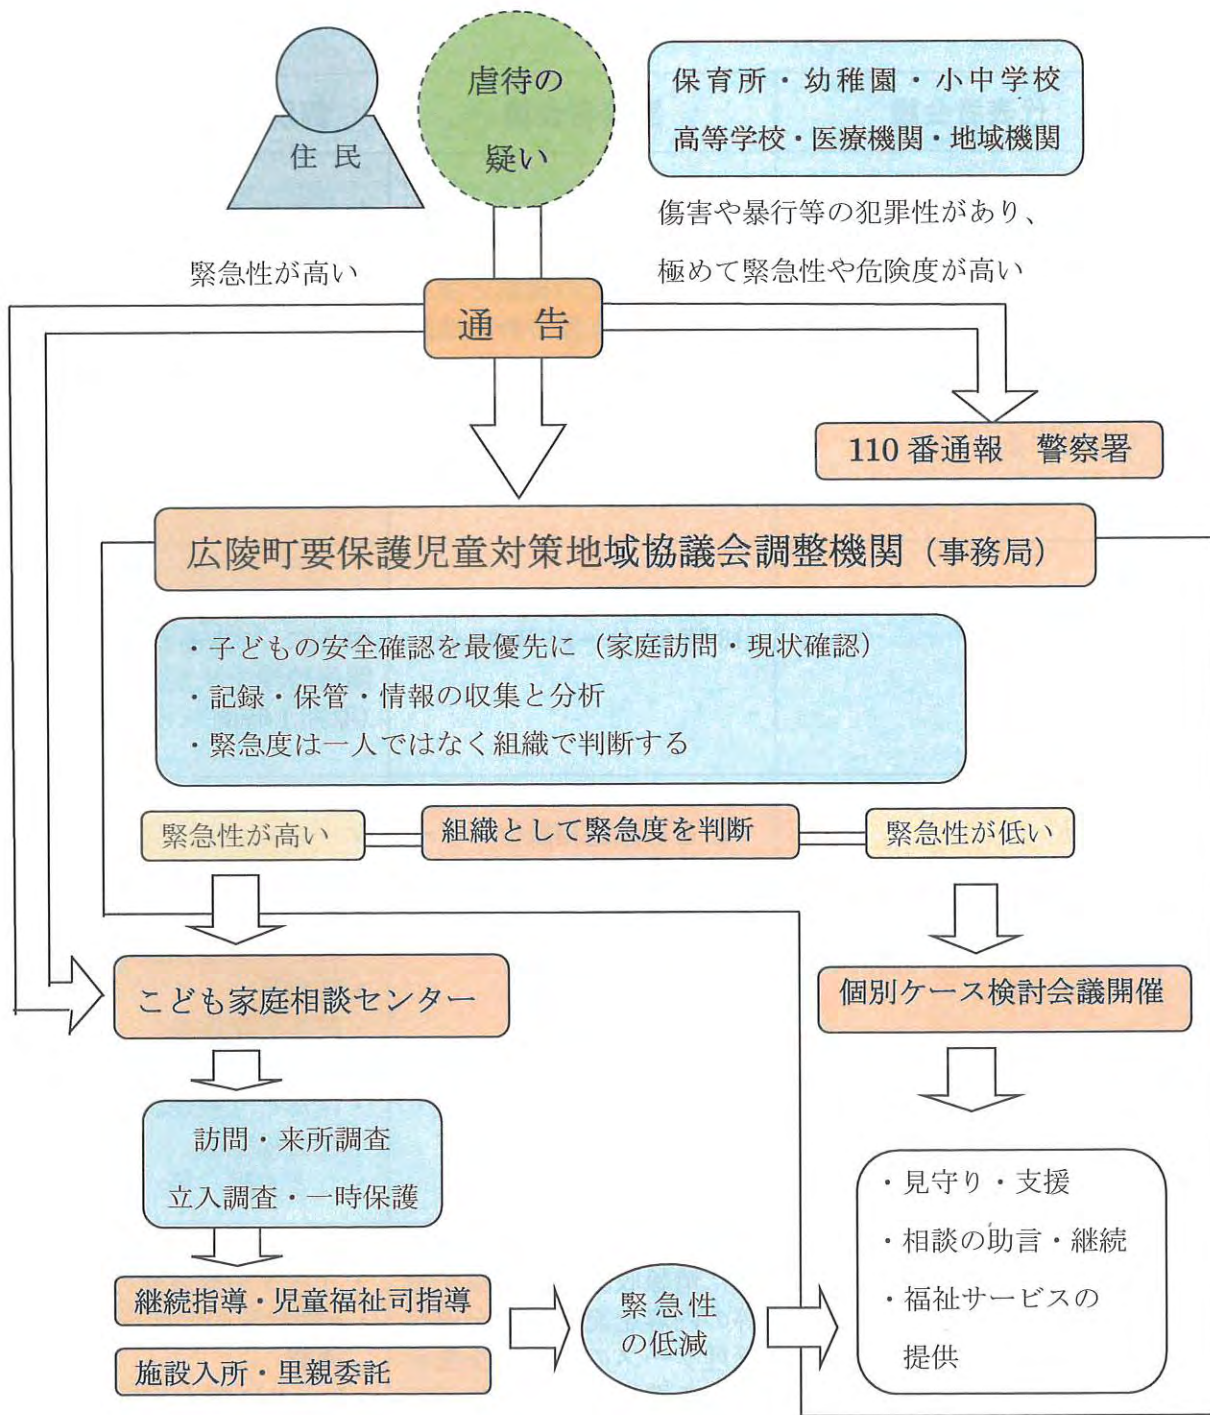 虐待の
疑い
住民
保育所・幼稚園・小中学校
高等学校・医療機関・地域機関
傷害や暴行等の犯罪性があり、
極めて緊急性や危険度が高い
緊急性が高い
通 告
110番通報 警察署
広陵町要保護児童対策地域協議会調整機関（事務局）
・子どもの安全確認を最優先に（家庭訪問・現状確認）
・記録・保管・情報の収集と分析
・緊急度は一人ではなく組織で判断する
緊急性が高い
組織として緊急度を判断
緊急性が低い
こども家庭相談センター
個別ケース検討会議開催
訪問・来所調査
立入調査・一時保護
継続指導・児童福祉司指導
施設入所・里親委託
緊急性
の低減
・見守り・支援
・相談の助言・継続
・福祉サービスの
提供